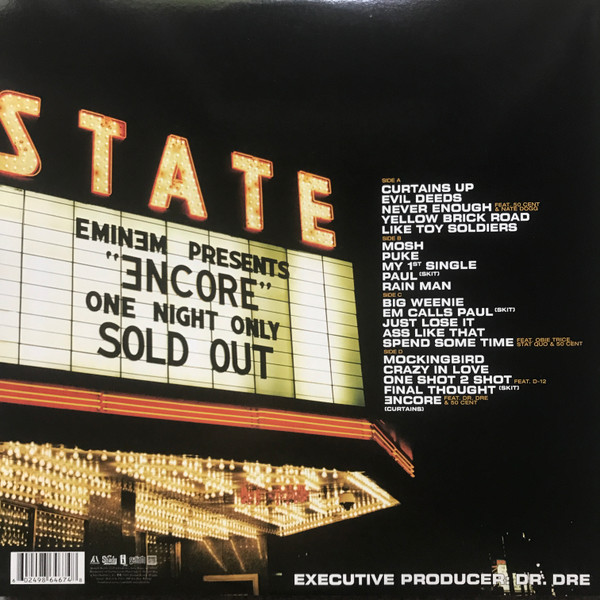 STATE
EMINƎM PRESENTS
"ƎNCORE"
ONE NIGHT ONLY
SOLD OUT
SIDE A
CURTAINS UP
EVIL DEEDS
NEVER ENOUGH FEAT. 50 CENT & NATE DOGG
YELLOW BRICK ROAD
LIKE TOY SOLDIERS
SIDE B
MOSH
PUKE
MY 1ST SINGLE
PAUL (SKIT)
RAIN MAN
SIDE C
BIG WEENIE
EM CALLS PAUL (SKIT)
JUST LOSE IT
ASS LIKE THAT
SPEND SOME TIME FEAT. OBIE TRICE, STAT QUO & 50 CENT
SIDE D
MOCKINGBIRD
CRAZY IN LOVE
ONE SHOT 2 SHOT FEAT. D-12
FINAL THOUGHT (SKIT)
ƎNCORE FEAT. DR. DRE & 50 CENT
(CURTAINS)
EXECUTIVE PRODUCER: DR. DRE
6 02498 64674 8